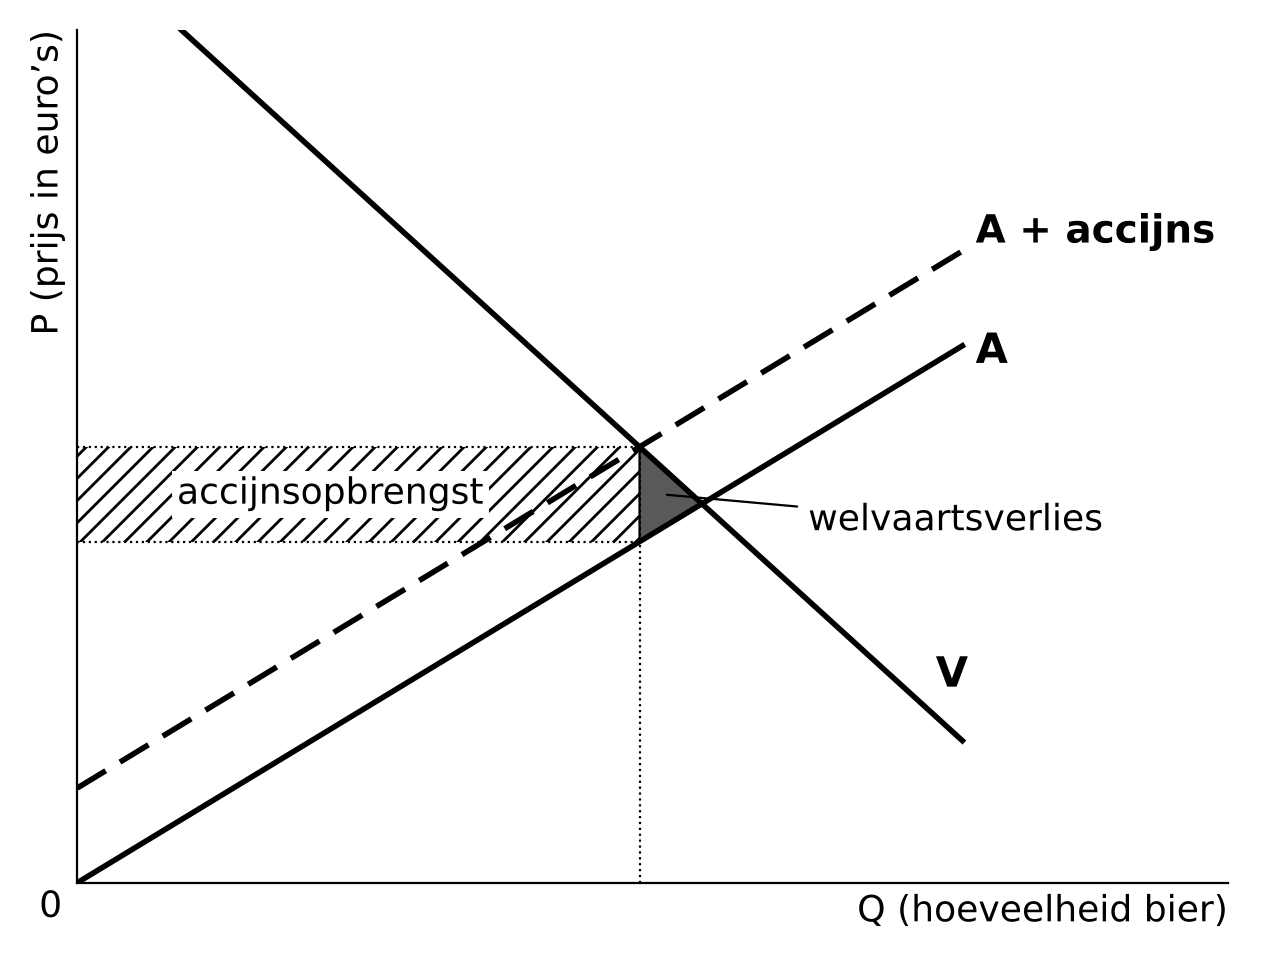 P (prijs in euro’s)
A + accijns
A
accijnsopbrengst
welvaartsverlies
V
0
Q (hoeveelheid bier)